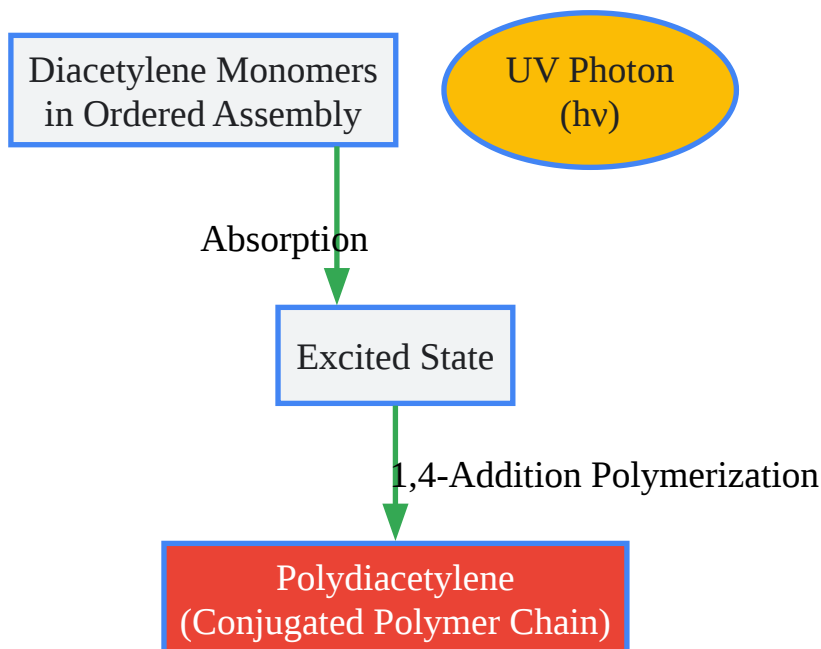 Diacetylene Monomers
in Ordered Assembly
UV Photon
(hν)
Absorption
Excited State
1,4-Addition Polymerization
Polydiacetylene
(Conjugated Polymer Chain)